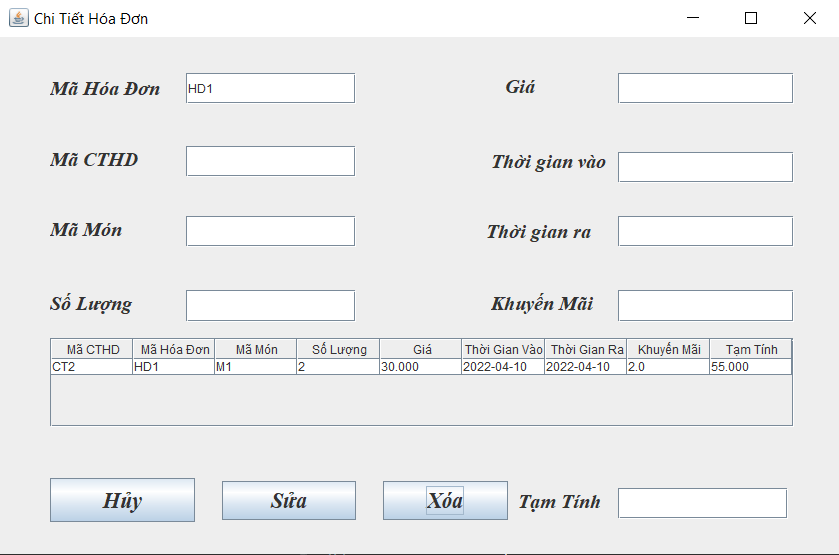 Chi Tiết Hóa Đơn
Mã Hóa Đơn HD1 Giá
Mã CTHD Thời gian vào
Mã Món Thời gian ra
Số Lượng Khuyến Mãi
Mã CTHD Mã Hóa Đơn Mã Món Số Lượng Giá Thời Gian Vào Thời Gian Ra Khuyến Mãi Tạm Tính
CT2 HD1 M1 2 30.000 2022-04-10 2022-04-10 2.0 55.000
Hủy Sửa Xóa Tạm Tính